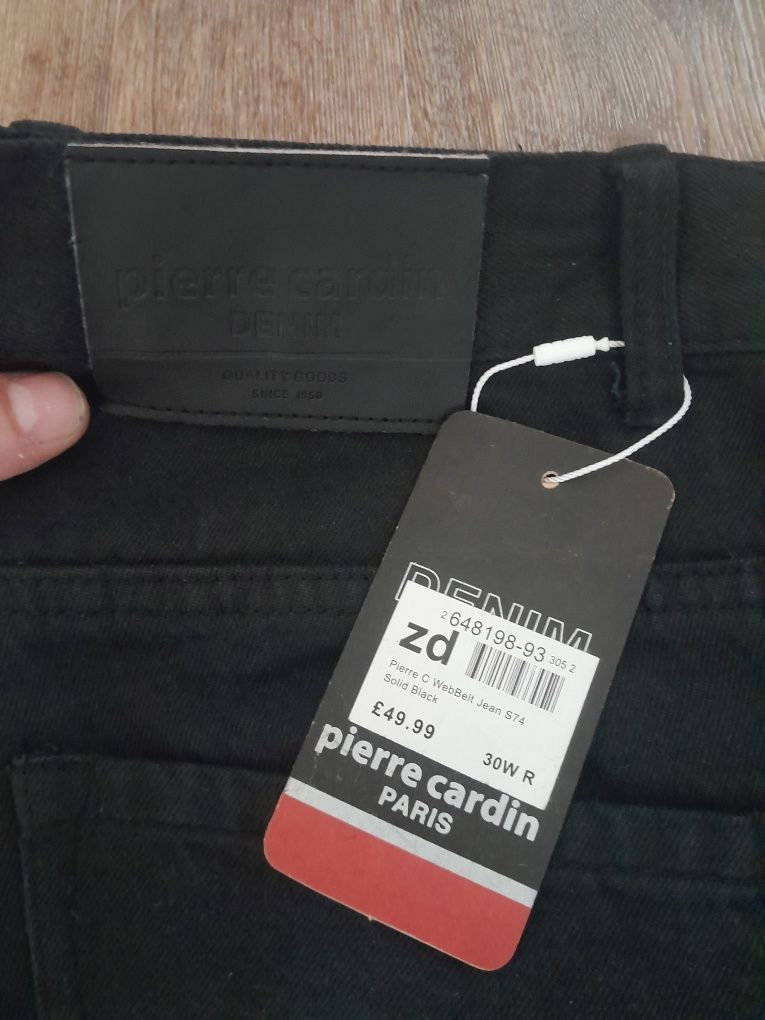 pierre cardin
DENIM
QUALITY GOODS
SINCE 1950
DENIM
2 648198-93 305 2
zd
Pierre C WebBelt Jean S74
Solid Black
£49.99
30W R
pierre cardin
PARIS